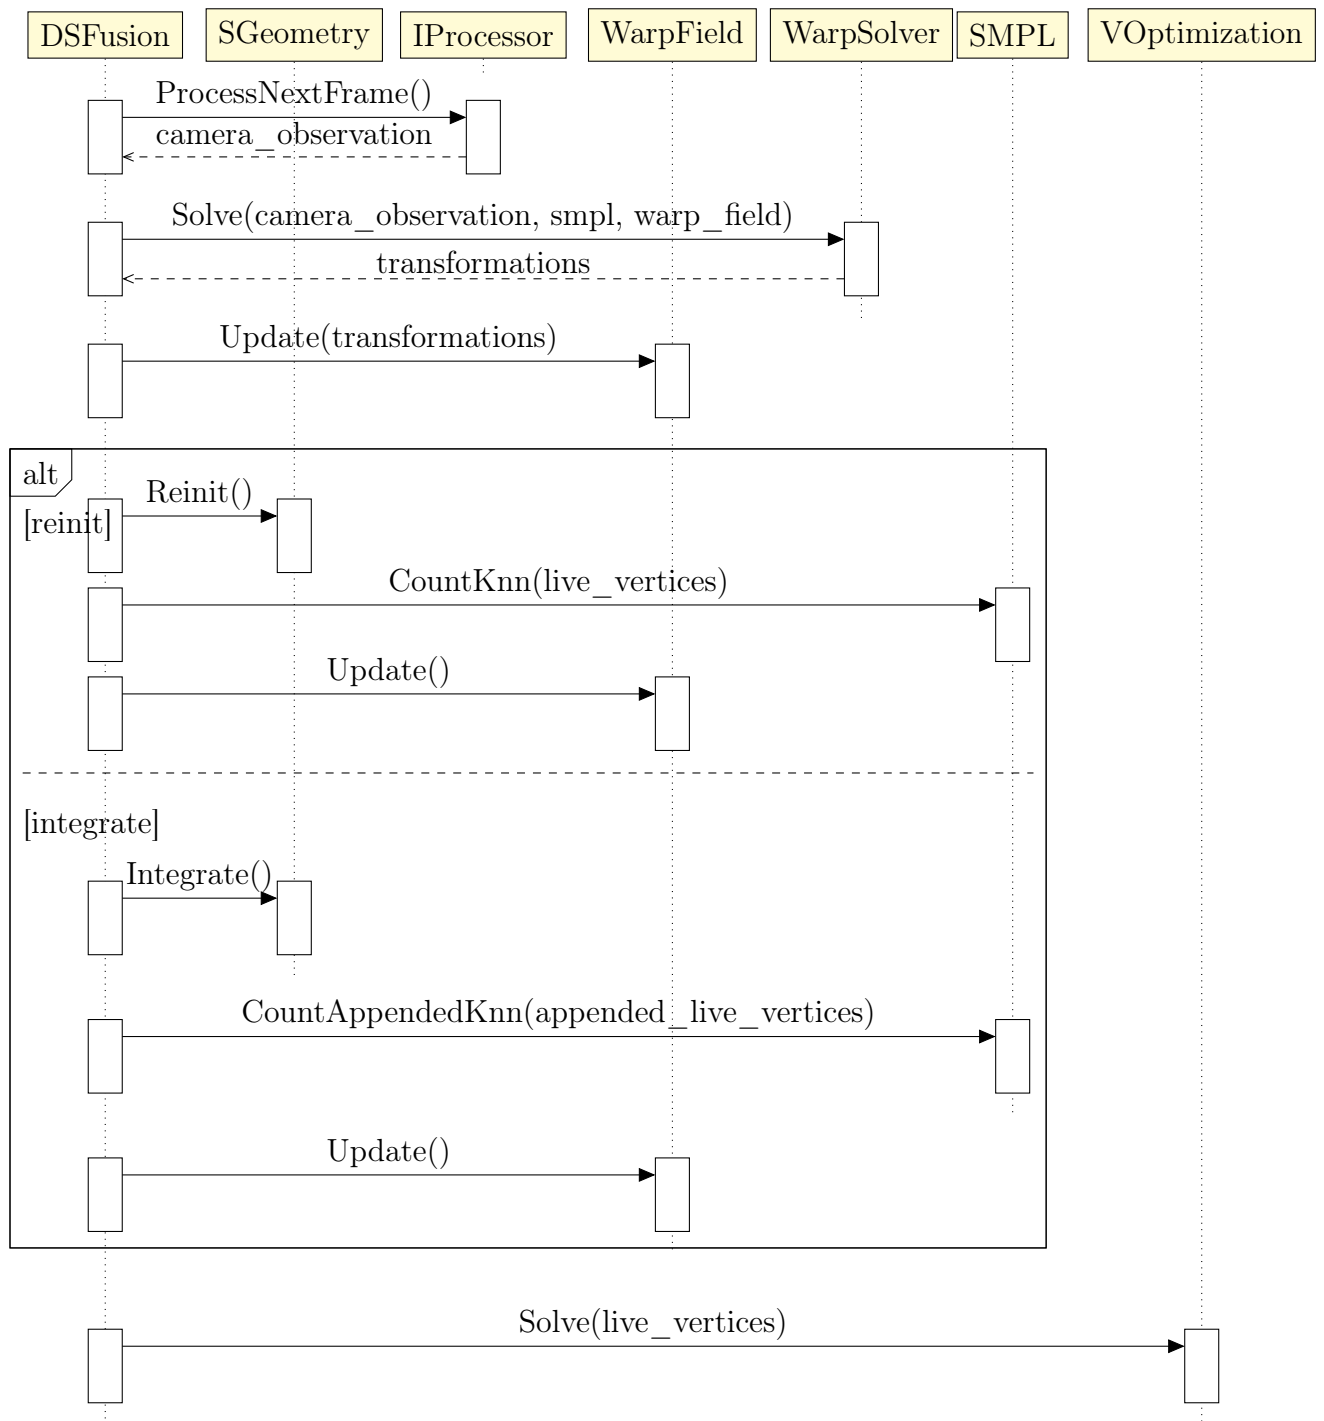 DSFusion
SGeometry
IProcessor
WarpField
WarpSolver
SMPL
VOptimization
ProcessNextFrame()
camera_observation
Solve(camera_observation, smpl, warp_field)
transformations
Update(transformations)
alt
Reinit()
[reinit]
CountKnn(live_vertices)
Update()
[integrate]
Integrate()
CountAppendedKnn(appended_live_vertices)
Update()
Solve(live_vertices)